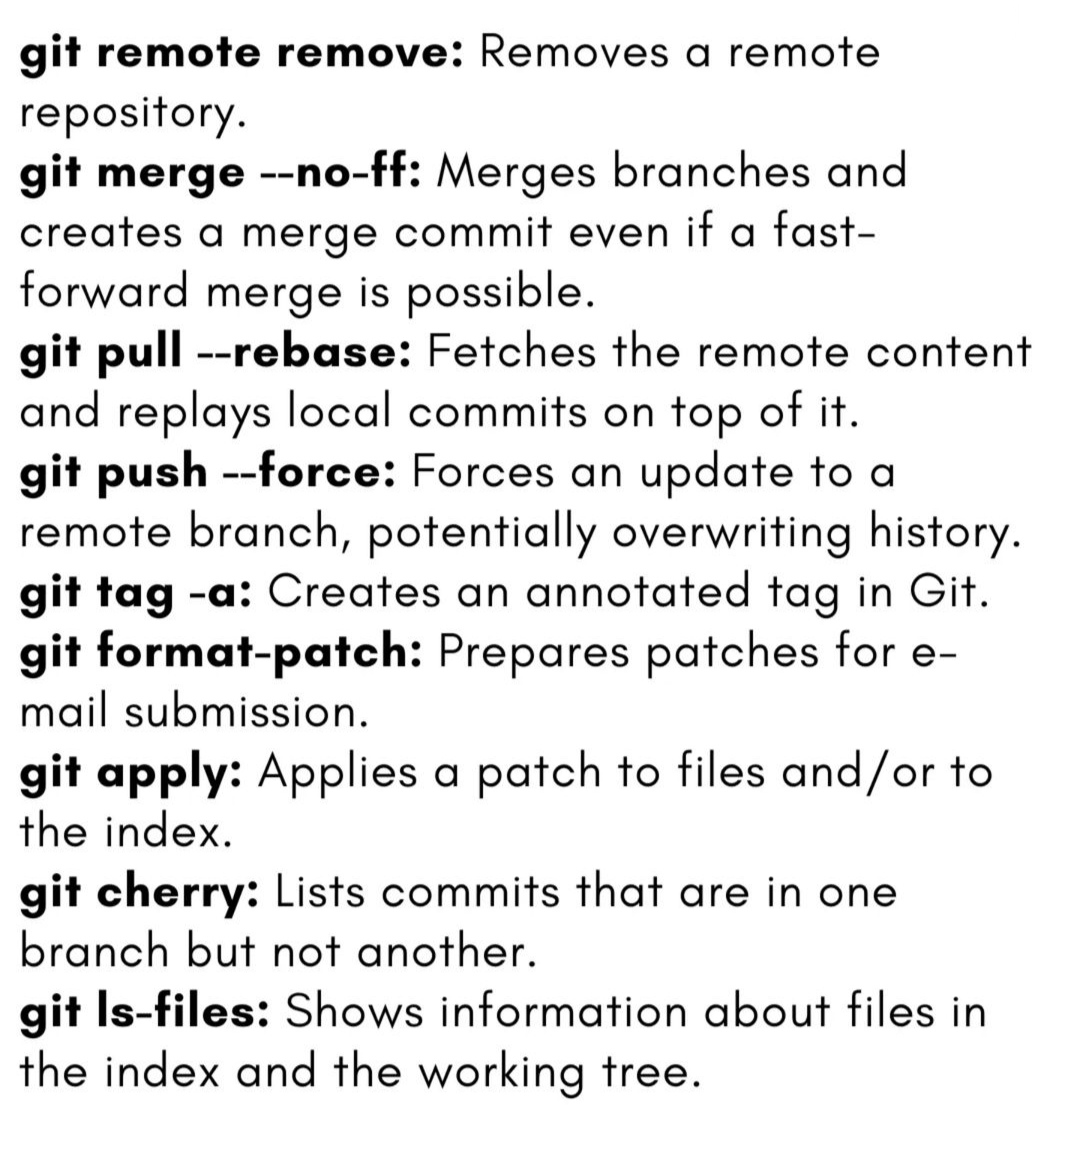 git remote remove: Removes a remote
repository.
git merge --no-ff: Merges branches and
creates a merge commit even if a fast-
forward merge is possible.
git pull --rebase: Fetches the remote content
and replays local commits on top of it.
git push --force: Forces an update to a
remote branch, potentially overwriting history.
git tag -a: Creates an annotated tag in Git.
git format-patch: Prepares patches for e-
mail submission.
git apply: Applies a patch to files and/or to
the index.
git cherry: Lists commits that are in one
branch but not another.
git ls-files: Shows information about files in
the index and the working tree.